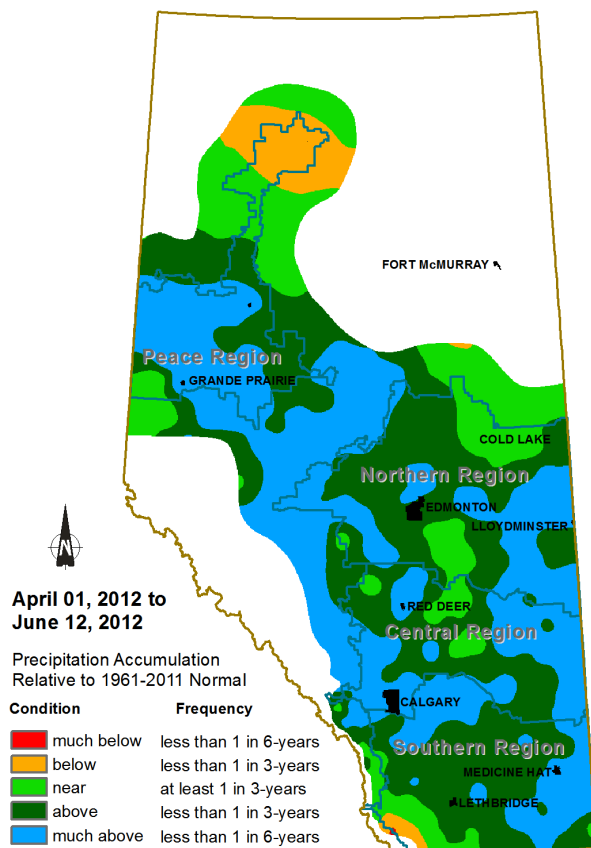 FORT McMURRAY
Peace Region
GRANDE PRAIRIE
COLD LAKE
Northern Region
EDMONTON
LLOYDMINSTER
N
RED DEER
Central Region
CALGARY
Southern Region
MEDICINE HAT
LETHBRIDGE
April 01, 2012 to
June 12, 2012
Precipitation Accumulation
Relative to 1961-2011 Normal
Condition Frequency
much below less than 1 in 6-years
below less than 1 in 3-years
near at least 1 in 3-years
above less than 1 in 3-years
much above less than 1 in 6-years